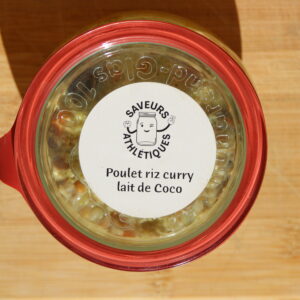 SAVEURS
ATHLÉTIQUES
Poulet riz curry
lait de Coco